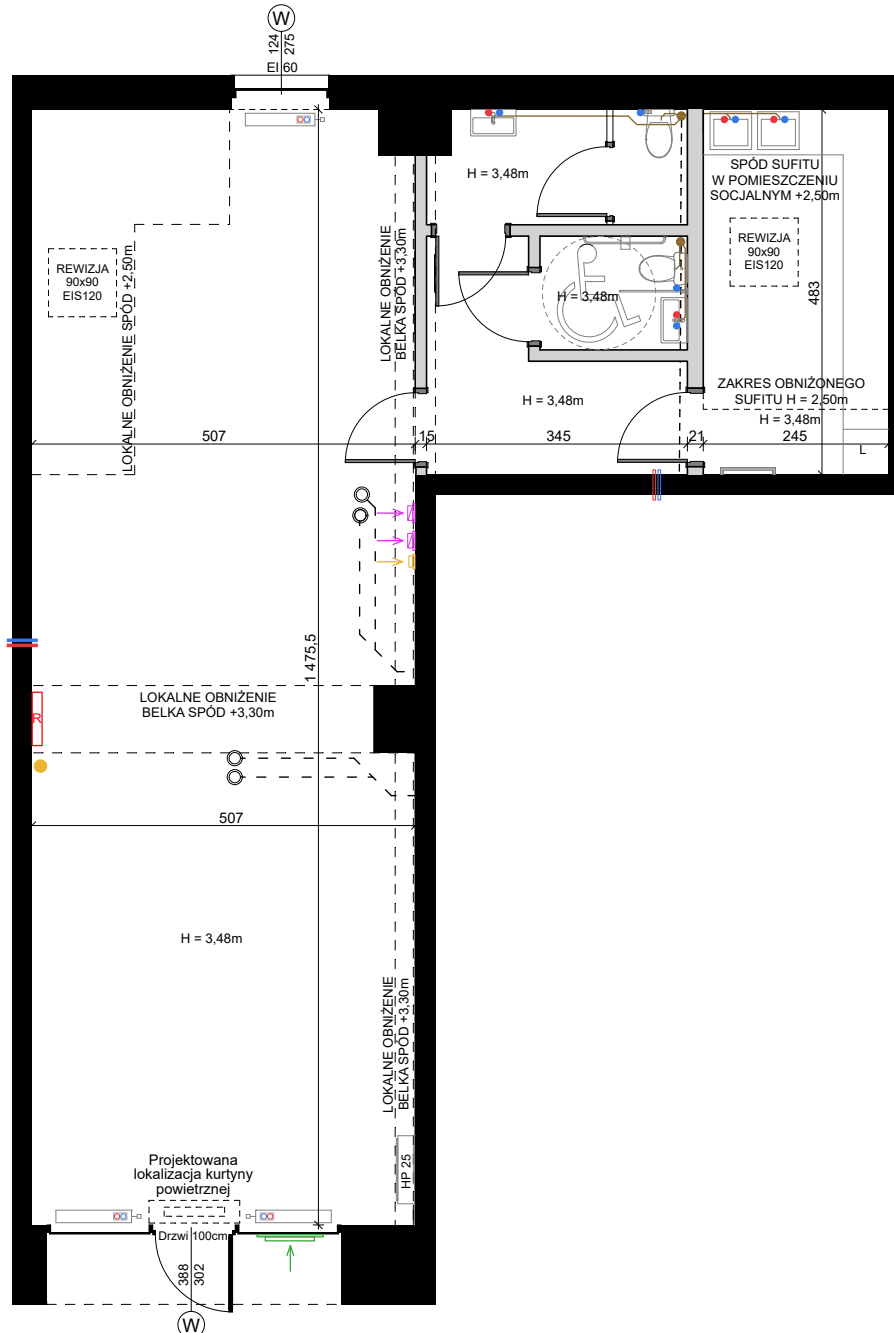 W
124
275
EI 60
H = 3,48m
SPÓD SUFITU
W POMIESZCZENIU
SOCJALNYM +2,50m
REWIZJA
90x90
EIS120
REWIZJA
90x90
EIS120
LOKALNE OBNIŻENIE SPÓD +2,50m
LOKALNE OBNIŻENIE
BELKA SPÓD +3,30m
H = 3,48m
483
ZAKRES OBNIŻONEGO
SUFITU H = 2,50m
H = 3,48m
H = 3,48m
507
15
345
21
245
L
1 475,5
LOKALNE OBNIŻENIE
BELKA SPÓD +3,30m
R
507
H = 3,48m
LOKALNE OBNIŻENIE
BELKA SPÓD +3,30m
HP 25
Projektowana
lokalizacja kurtyny
powietrznej
Drzwi 100cm
388
302
W